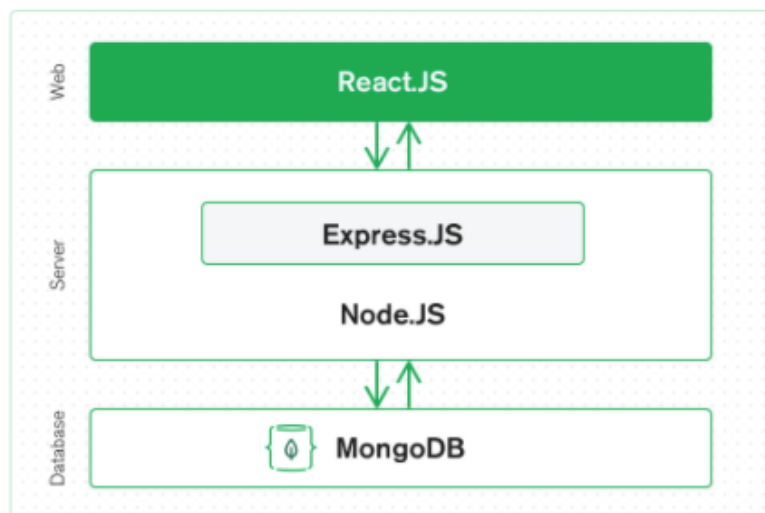 Web
React.JS
Server
Express.JS
Node.JS
Database
MongoDB